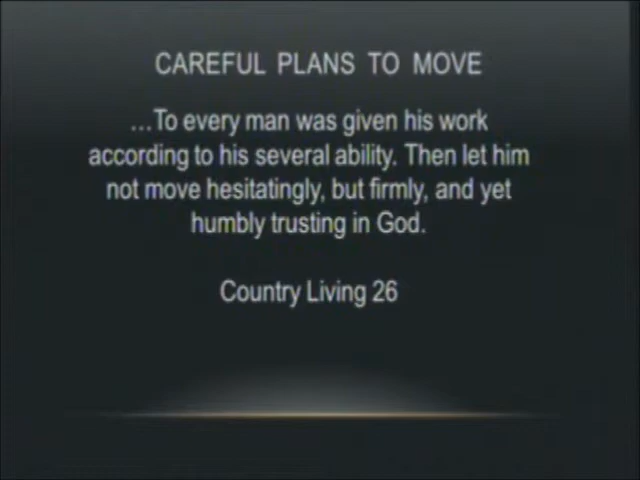 CAREFUL PLANS TO MOVE
...To every man was given his work
according to his several ability. Then let him
not move hesitatingly, but firmly, and yet
humbly trusting in God.
Country Living 26